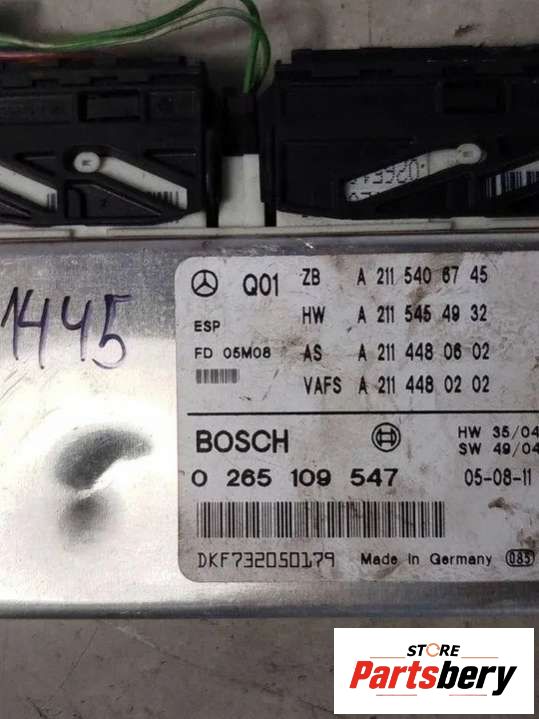 1445
Q01 ZB A 211 540 67 45
HW A 211 545 49 32
ESP
FD 05M08 AS A 211 448 06 02
VAFS A 211 448 02 02
BOSCH
HW 35/04
SW 49/04
0 265 109 547 05-08-11
DKF732050179 Made in Germany 085
STORE
Partsbery